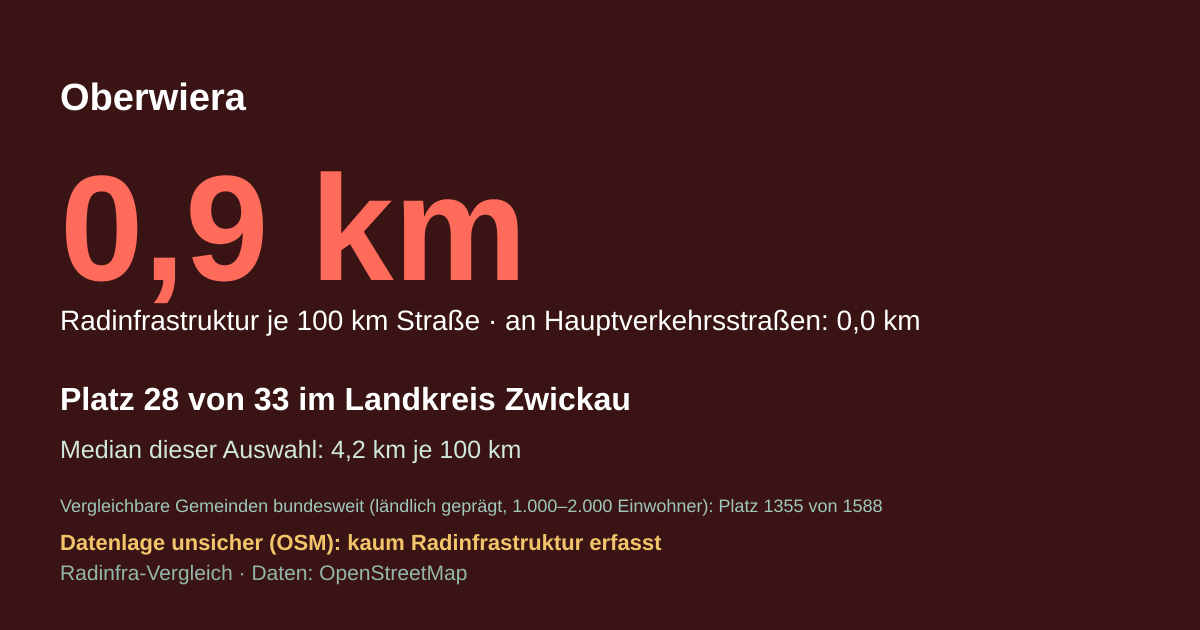 Oberwiera
0,9 km
Radinfrastruktur je 100 km Straße · an Hauptverkehrsstraßen: 0,0 km
Platz 28 von 33 im Landkreis Zwickau
Median dieser Auswahl: 4,2 km je 100 km
Vergleichbare Gemeinden bundesweit (ländlich geprägt, 1.000–2.000 Einwohner): Platz 1355 von 1588
Datenlage unsicher (OSM): kaum Radinfrastruktur erfasst
Radinfra-Vergleich · Daten: OpenStreetMap